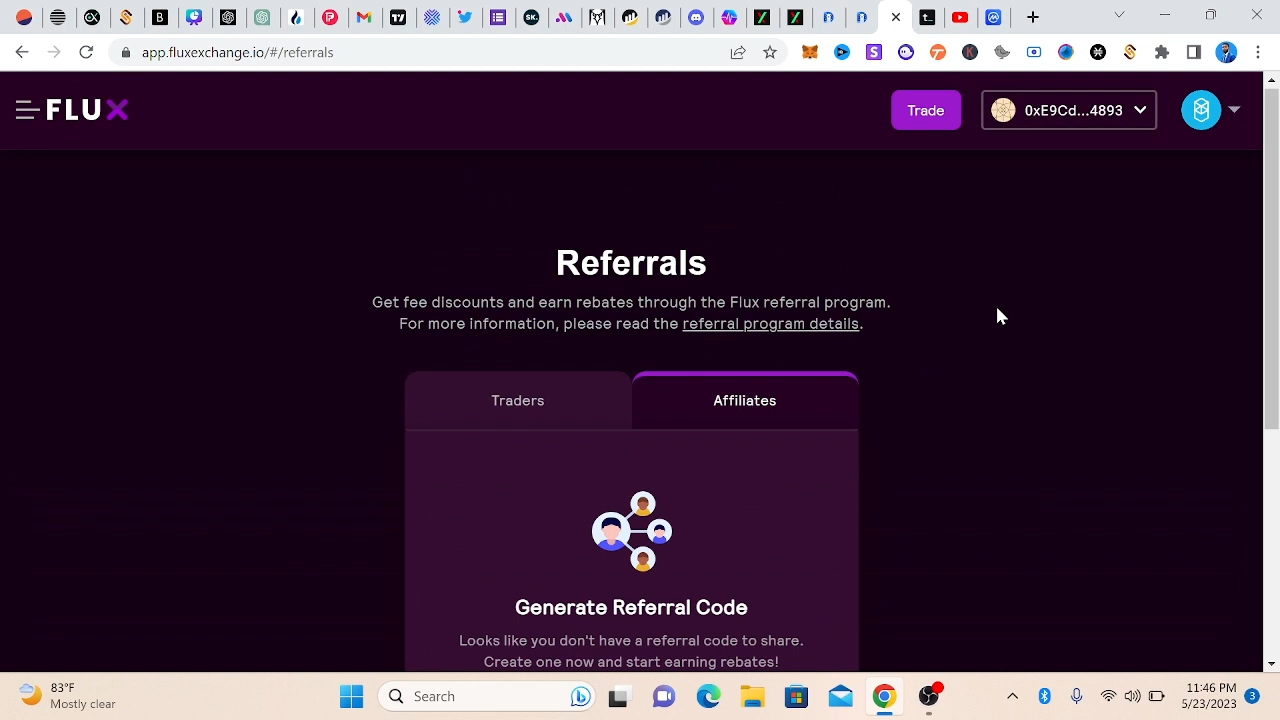 app.fluxexchange.io/#/referrals
FLUX
Trade
0xE9Cd...4893
Referrals
Get fee discounts and earn rebates through the Flux referral program.
For more information, please read the referral program details.
Traders
Affiliates
Generate Referral Code
Looks like you don't have a referral code to share.
Create one now and start earning rebates!
83°F
Mostly clear
Search
11:46 PM
5/23/2023
3